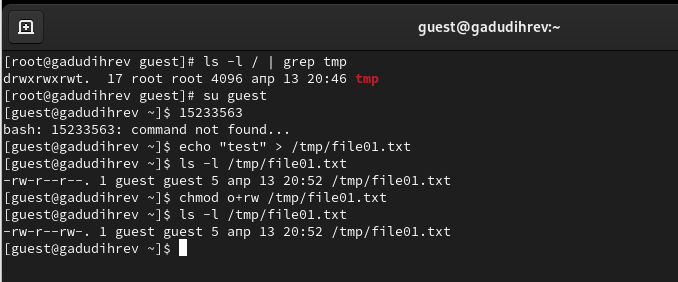 guest@gadudihrev:~
[root@gadudihrev guest]# ls -l / | grep tmp
drwxrwxrwt.  17 root root 4096 апр 13 20:46 tmp
[root@gadudihrev guest]# su guest
[guest@gadudihrev ~]$ 15233563
bash: 15233563: command not found...
[guest@gadudihrev ~]$ echo "test" > /tmp/file01.txt
[guest@gadudihrev ~]$ ls -l /tmp/file01.txt
-rw-r--r--. 1 guest guest 5 апр 13 20:52 /tmp/file01.txt
[guest@gadudihrev ~]$ chmod o+rw /tmp/file01.txt
[guest@gadudihrev ~]$ ls -l /tmp/file01.txt
-rw-r--rw-. 1 guest guest 5 апр 13 20:52 /tmp/file01.txt
[guest@gadudihrev ~]$